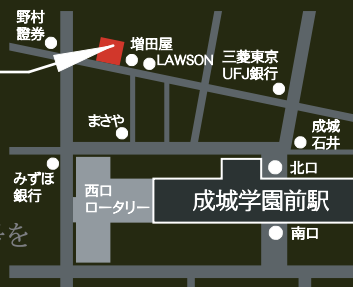 野村
證券
増田屋
LAWSON
三菱東京
UFJ銀行
まさや
成城
石井
みずほ
銀行
西口
ロータリー
北口
成城学園前駅
南口
を